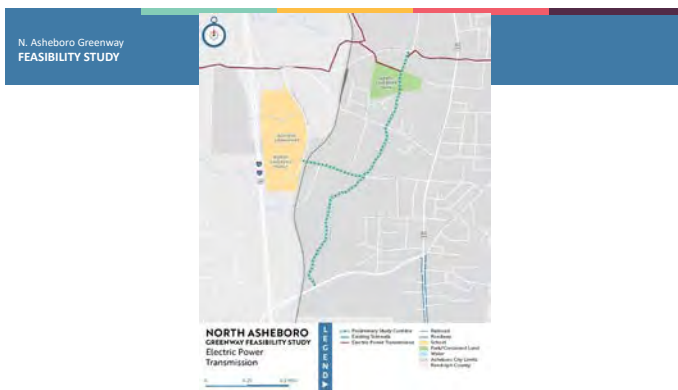 N. Asheboro Greenway
FEASIBILITY STUDY
NORTH ASHEBORO
GREENWAY FEASIBILITY STUDY
Electric Power
Transmission
LEGEND
Preliminary Study Corridor
Existing Sidewalk
Electric Power Transmission
Railroad
Roadway
School
Park/Conserved Land
Water
Asheboro City Limits
Randolph County